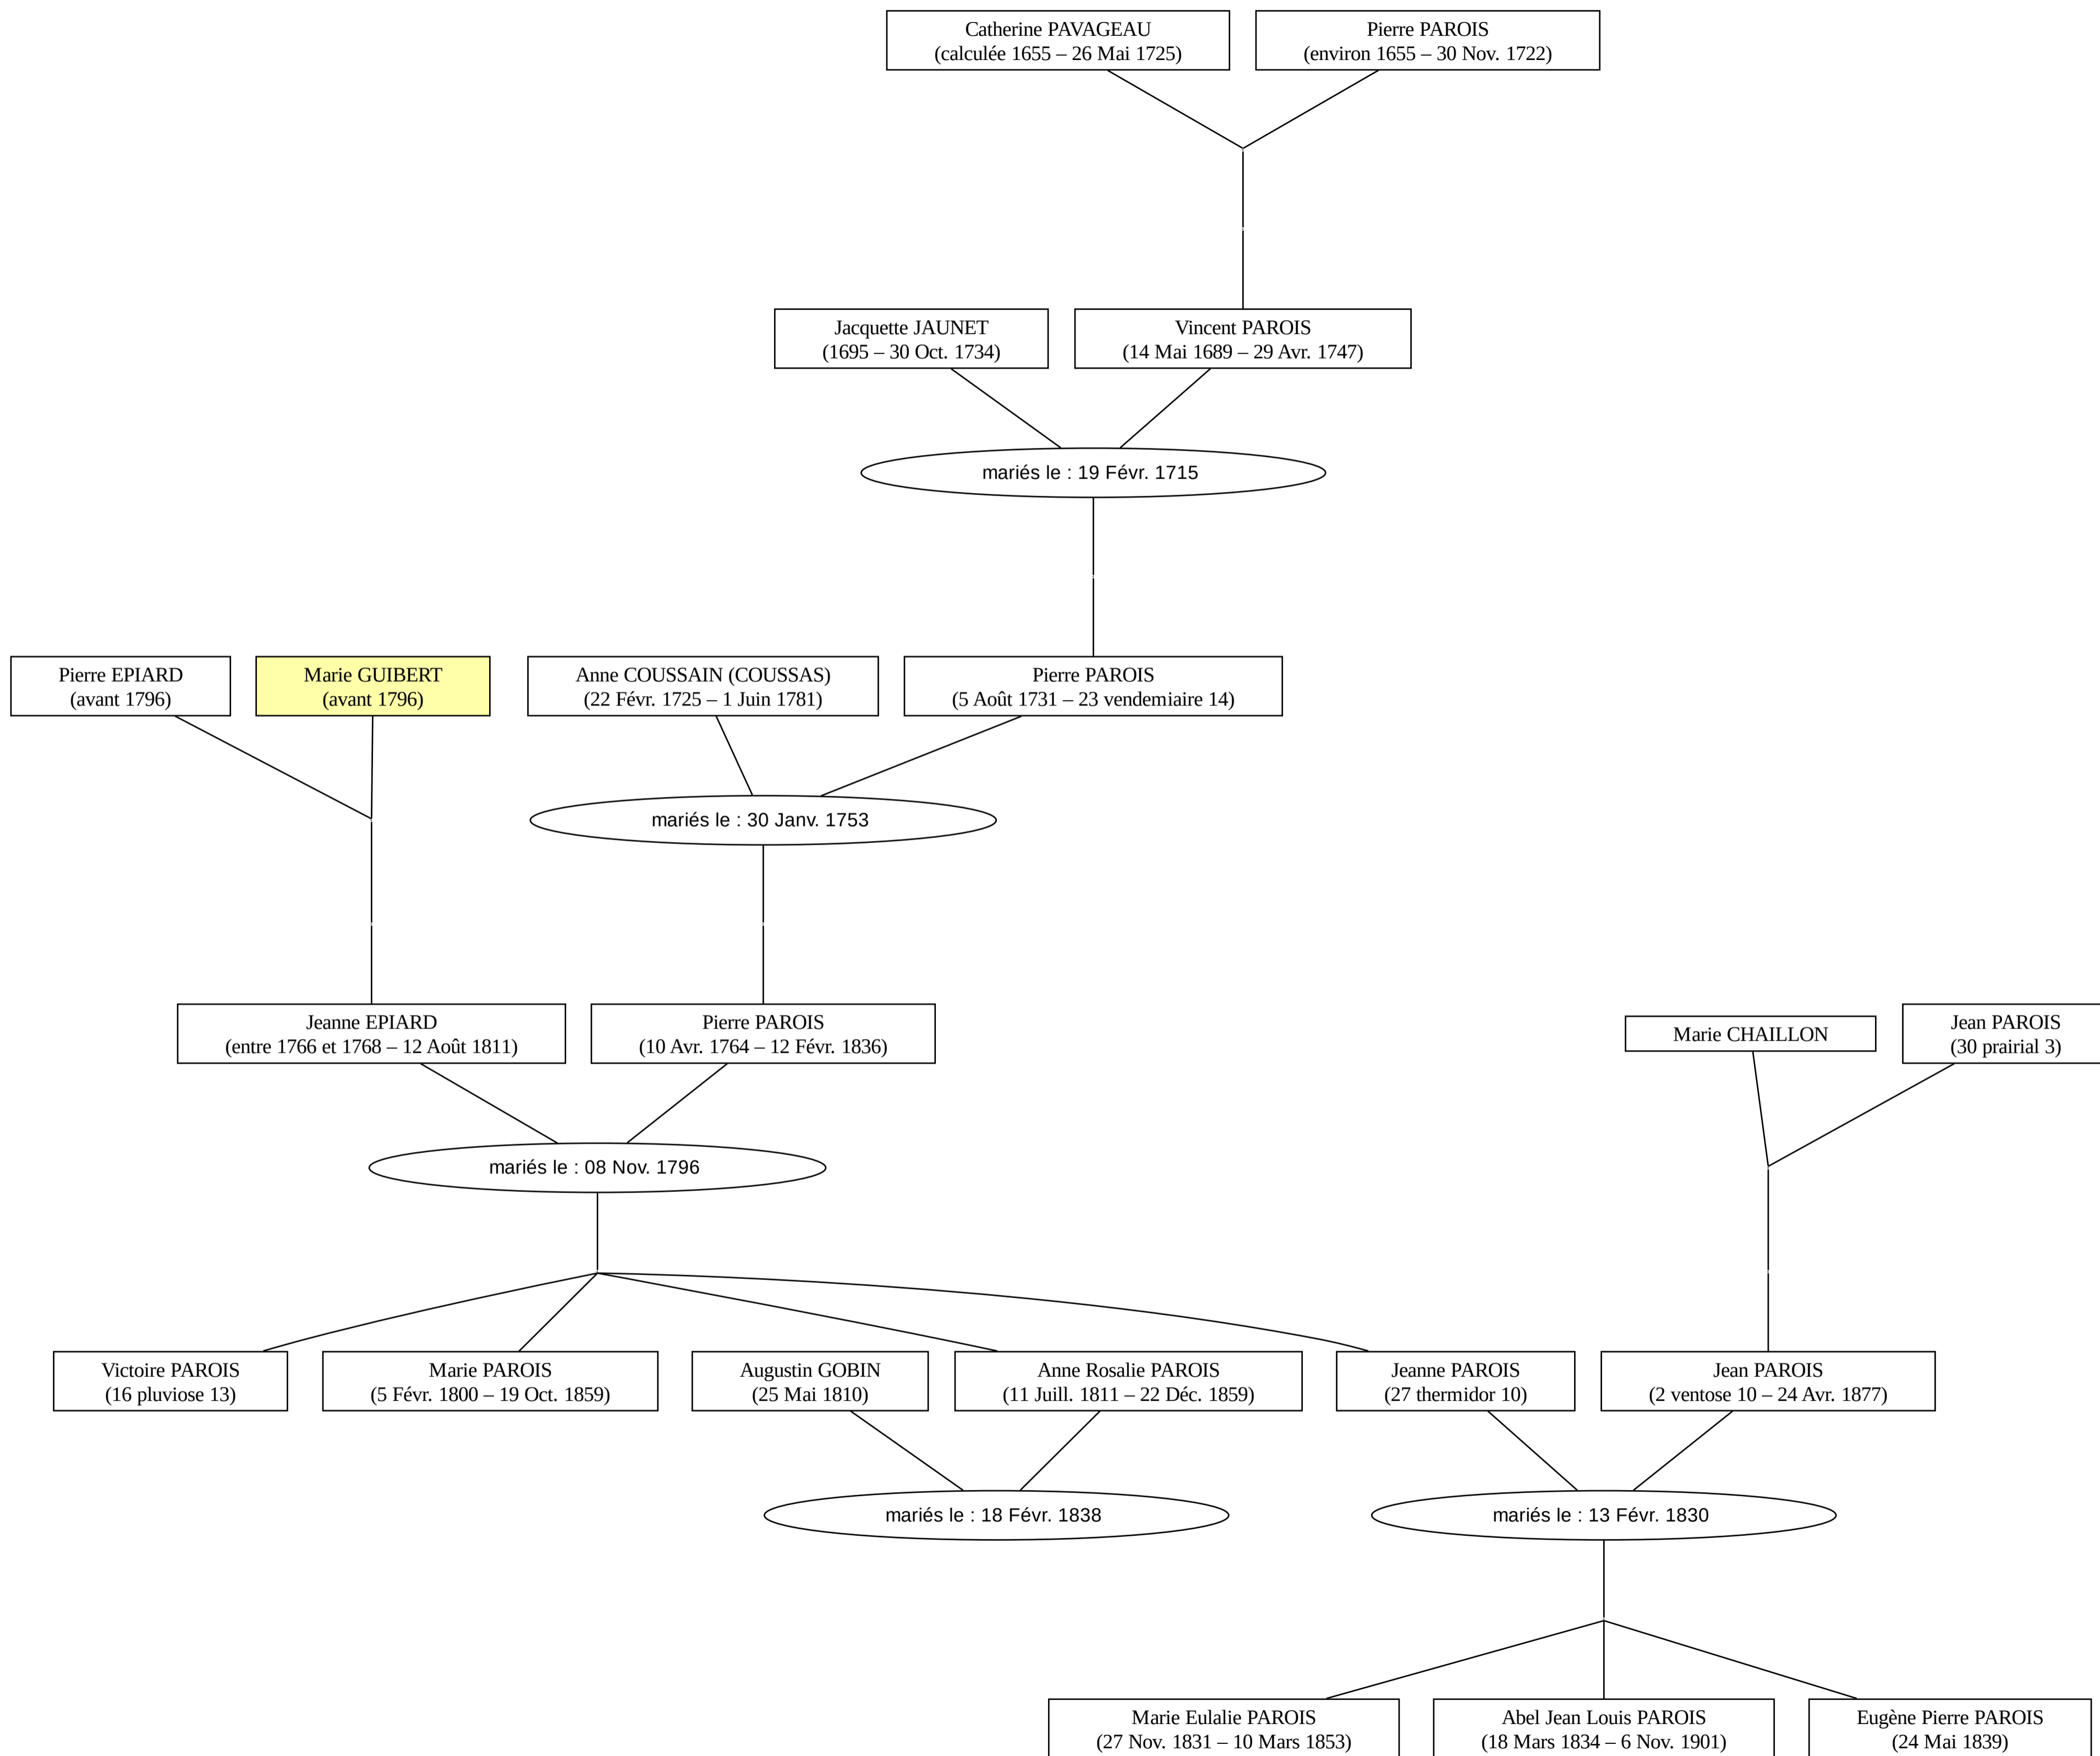 Catherine PAVAGEAU
(calculée 1655 – 26 Mai 1725)
Pierre PAROIS
(environ 1655 – 30 Nov. 1722)
Jacquette JAUNET
(1695 – 30 Oct. 1734)
Vincent PAROIS
(14 Mai 1689 – 29 Avr. 1747)
mariés le : 19 Févr. 1715
Pierre EPIARD
(avant 1796)
Marie GUIBERT
(avant 1796)
Anne COUSSAIN (COUSSAS)
(22 Févr. 1725 – 1 Juin 1781)
Pierre PAROIS
(5 Août 1731 – 23 vendemiaire 14)
mariés le : 30 Janv. 1753
Jeanne EPIARD
(entre 1766 et 1768 – 12 Août 1811)
Pierre PAROIS
(10 Avr. 1764 – 12 Févr. 1836)
Marie CHAILLON
Jean PAROIS
(30 prairial 3)
mariés le : 08 Nov. 1796
Victoire PAROIS
(16 pluviose 13)
Marie PAROIS
(5 Févr. 1800 – 19 Oct. 1859)
Augustin GOBIN
(25 Mai 1810)
Anne Rosalie PAROIS
(11 Juill. 1811 – 22 Déc. 1859)
Jeanne PAROIS
(27 thermidor 10)
Jean PAROIS
(2 ventose 10 – 24 Avr. 1877)
mariés le : 18 Févr. 1838
mariés le : 13 Févr. 1830
Marie Eulalie PAROIS
(27 Nov. 1831 – 10 Mars 1853)
Abel Jean Louis PAROIS
(18 Mars 1834 – 6 Nov. 1901)
Eugène Pierre PAROIS
(24 Mai 1839)